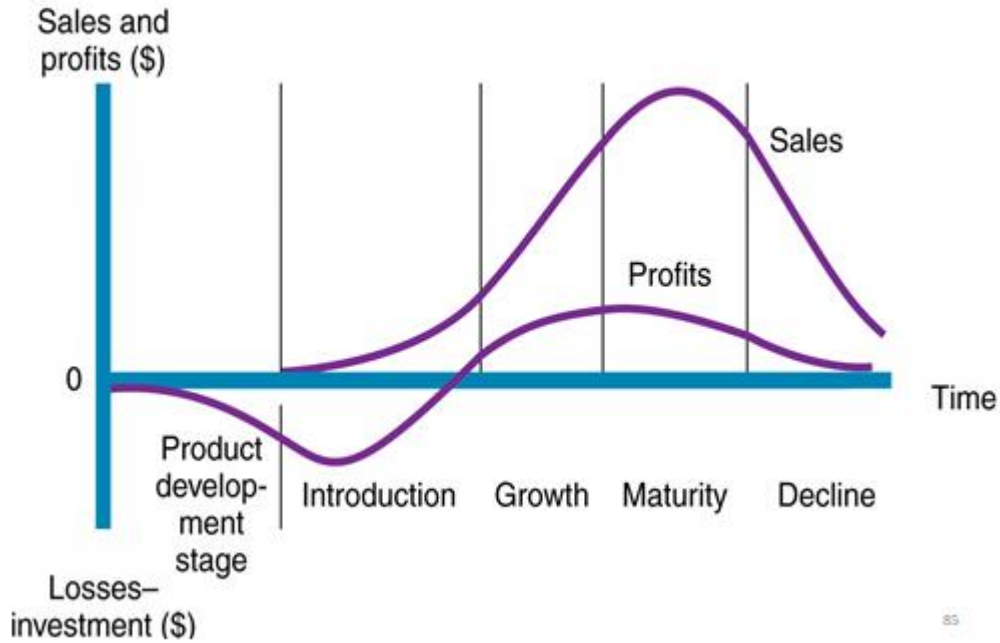 Sales and
profits ($)
Sales
Profits
0
Time
Product
develop-
ment
stage
Introduction
Growth
Maturity
Decline
Losses–
investment ($)
85